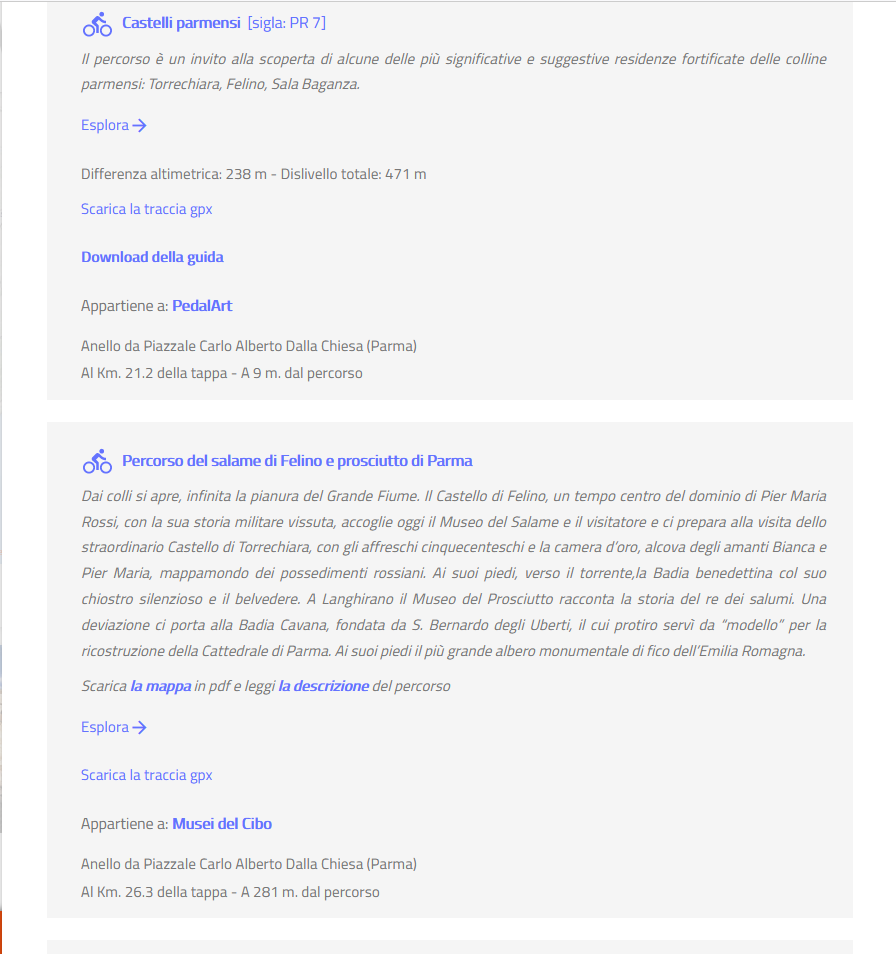 Castelli parmensi [sigla: PR 7]
Il percorso è un invito alla scoperta di alcune delle più significative e suggestive residenze fortificate delle colline
parmensi: Torrechiara, Felino, Sala Baganza.
Esplora →
Differenza altimetrica: 238 m - Dislivello totale: 471 m
Scarica la traccia gpx
Download della guida
Appartiene a: PedalArt
Anello da Piazzale Carlo Alberto Dalla Chiesa (Parma)
Al Km. 21.2 della tappa - A 9 m. dal percorso
Percorso del salame di Felino e prosciutto di Parma
Dai colli si apre, infinita la pianura del Grande Fiume. Il Castello di Felino, un tempo centro del dominio di Pier Maria
Rossi, con la sua storia militare vissuta, accoglie oggi il Museo del Salame e il visitatore e ci prepara alla visita dello
straordinario Castello di Torrechiara, con gli affreschi cinquecenteschi e la camera d'oro, alcova degli amanti Bianca e
Pier Maria, mappamondo dei possedimenti rossiani. Ai suoi piedi, verso il torrente,la Badia benedettina col suo
chiostro silenzioso e il belvedere. A Langhirano il Museo del Prosciutto racconta la storia del re dei salumi. Una
deviazione ci porta alla Badia Cavana, fondata da S. Bernardo degli Uberti, il cui protiro servì da “modello” per la
ricostruzione della Cattedrale di Parma. Ai suoi piedi il più grande albero monumentale di fico dell'Emilia Romagna.
Scarica la mappa in pdf e leggi la descrizione del percorso
Esplora →
Scarica la traccia gpx
Appartiene a: Musei del Cibo
Anello da Piazzale Carlo Alberto Dalla Chiesa (Parma)
Al Km. 26.3 della tappa - A 281 m. dal percorso